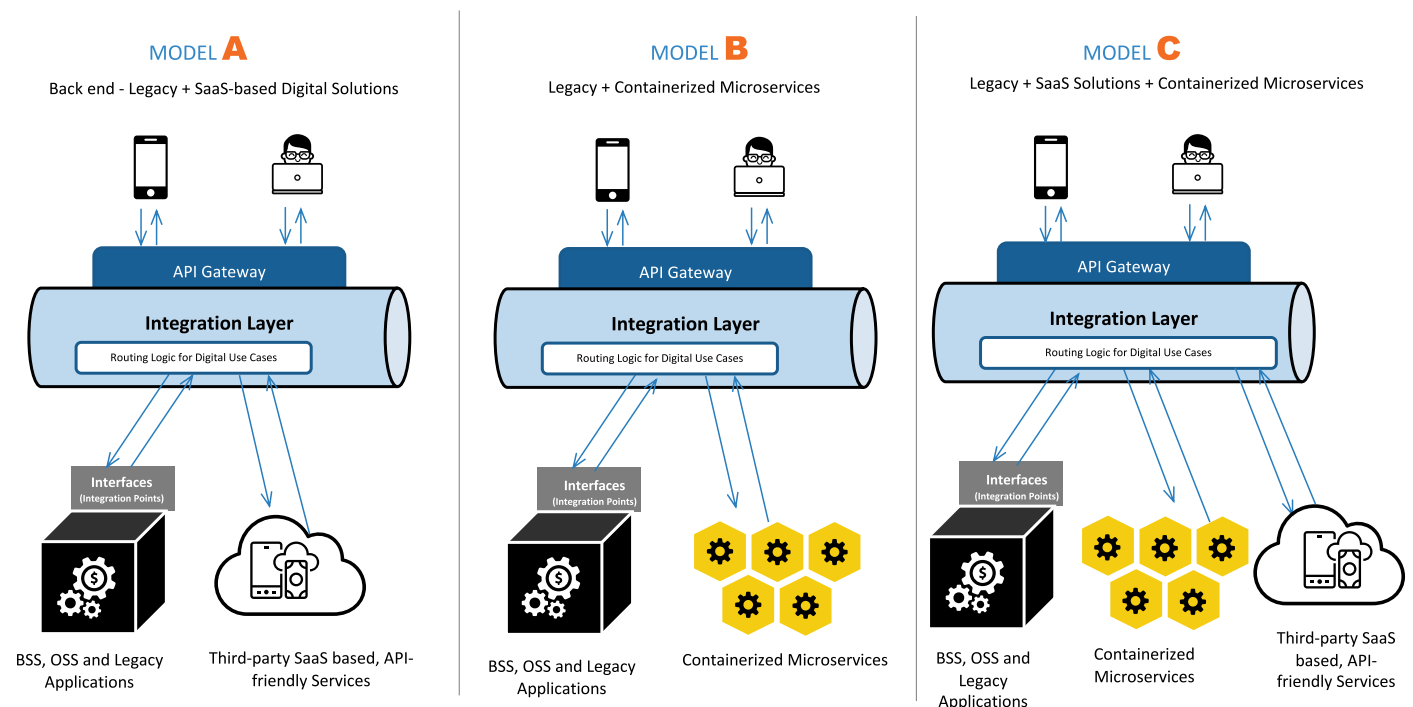 MODEL A
Back end - Legacy + SaaS-based Digital Solutions
API Gateway
Integration Layer
Routing Logic for Digital Use Cases
Interfaces
(Integration Points)
$
BSS, OSS and Legacy
Applications
Third-party SaaS based, API-
friendly Services
MODEL B
Legacy + Containerized Microservices
API Gateway
Integration Layer
Routing Logic for Digital Use Cases
Interfaces
(Integration Points)
$
BSS, OSS and Legacy
Applications
Containerized Microservices
MODEL C
Legacy + SaaS Solutions + Containerized Microservices
API Gateway
Integration Layer
Routing Logic for Digital Use Cases
Interfaces
(Integration Points)
$
BSS, OSS and
Legacy
Applications
Containerized
Microservices
Third-party SaaS
based, API-
friendly Services